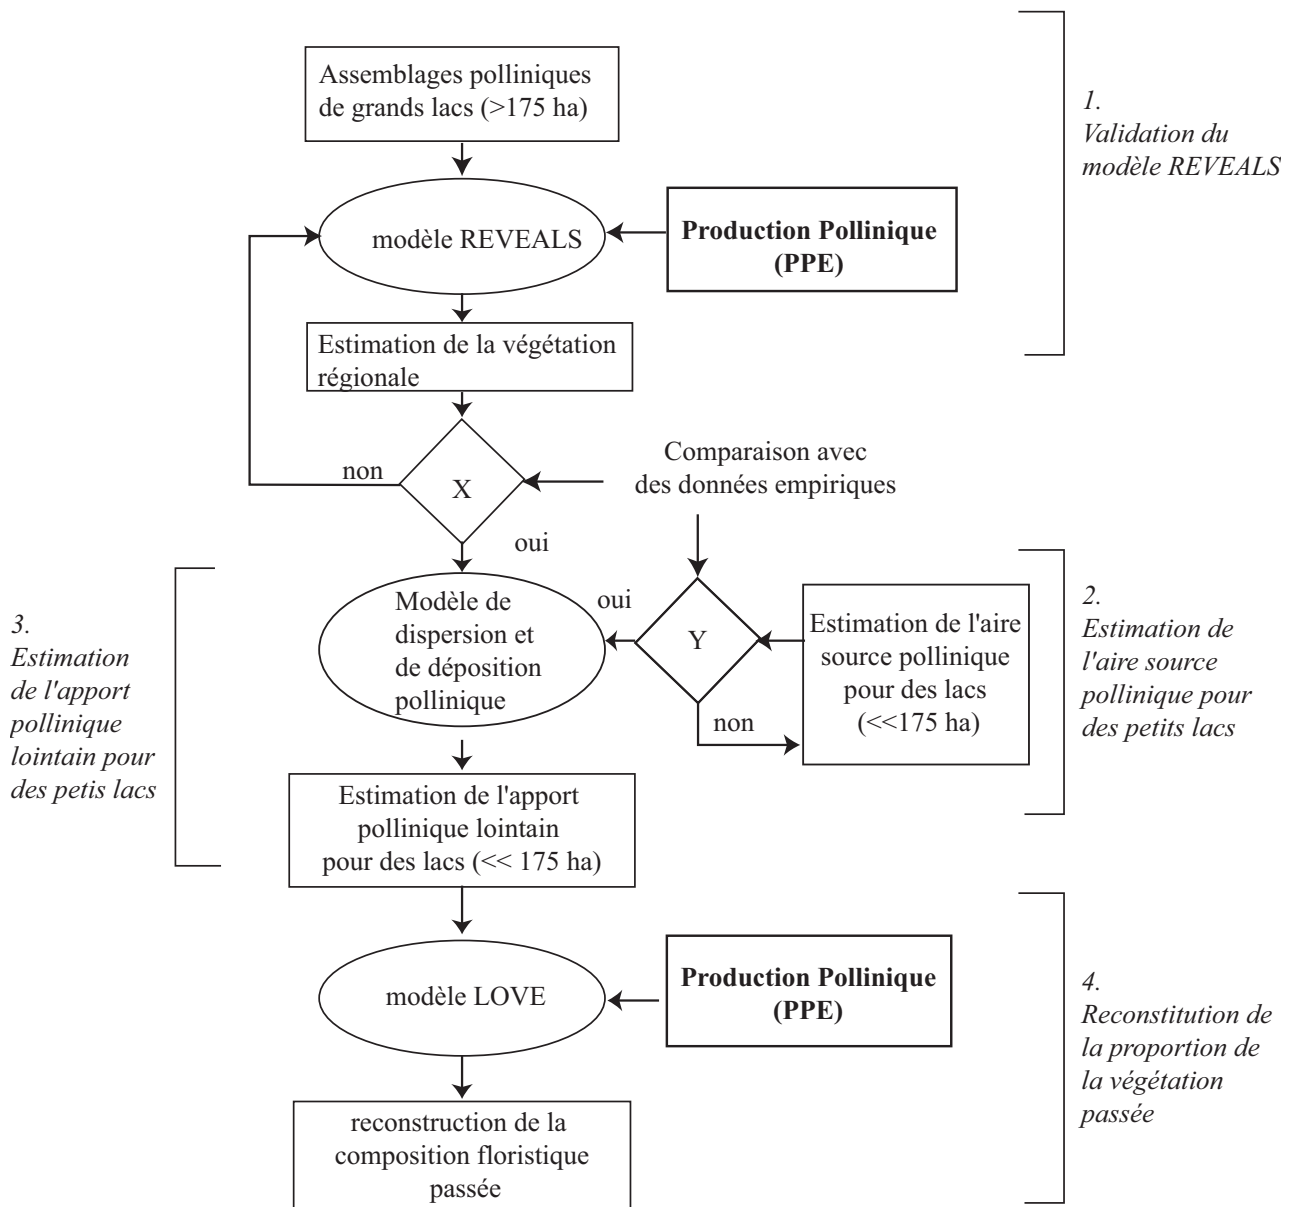 Assemblages polliniques
de grands lacs (>175 ha)
1.
Validation du
modèle REVEALS
modèle REVEALS
Production Pollinique
(PPE)
Estimation de la végétation
régionale
non
X
Comparaison avec
des données empiriques
oui
3.
Estimation
de l'apport
pollinique
lointain pour
des petis lacs
Modèle de
dispersion et
de déposition
pollinique
oui
Y
non
Estimation de l'aire
source pollinique
pour des lacs
(<<175 ha)
2.
Estimation de
l'aire source
pollinique pour
des petits lacs
Estimation de l'apport
pollinique lointain
pour des lacs (<< 175 ha)
modèle LOVE
Production Pollinique
(PPE)
4.
Reconstitution de
la proportion de
la végétation
passée
reconstruction de la
composition floristique
passée